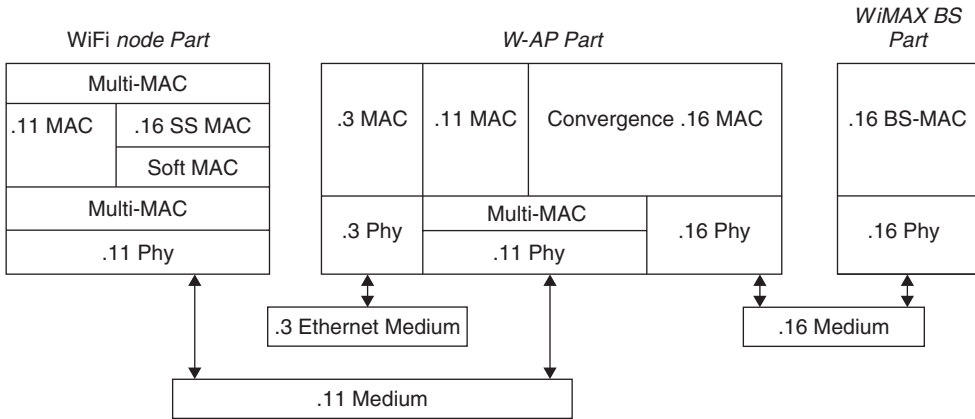 WiFi node Part
Multi-MAC
.11 MAC
.16 SS MAC
Soft MAC
Multi-MAC
.11 Phy
W-AP Part
.3 MAC
.11 MAC
Convergence .16 MAC
.3 Phy
Multi-MAC
.11 Phy
.16 Phy
WiMAX BS
Part
.16 BS-MAC
.16 Phy
.3 Ethernet Medium
.16 Medium
.11 Medium